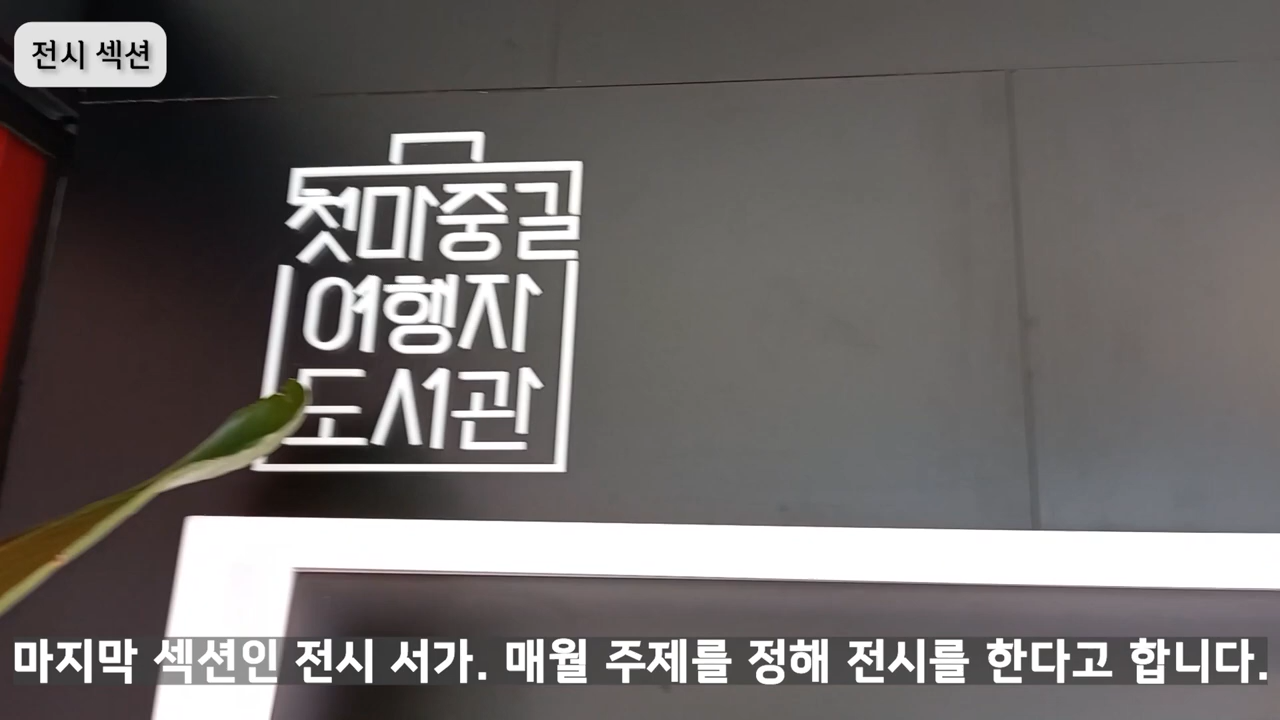 전시 섹션
첫마중길
여행자
도서관
마지막 섹션인 전시 서가. 매월 주제를 정해 전시를 한다고 합니다.